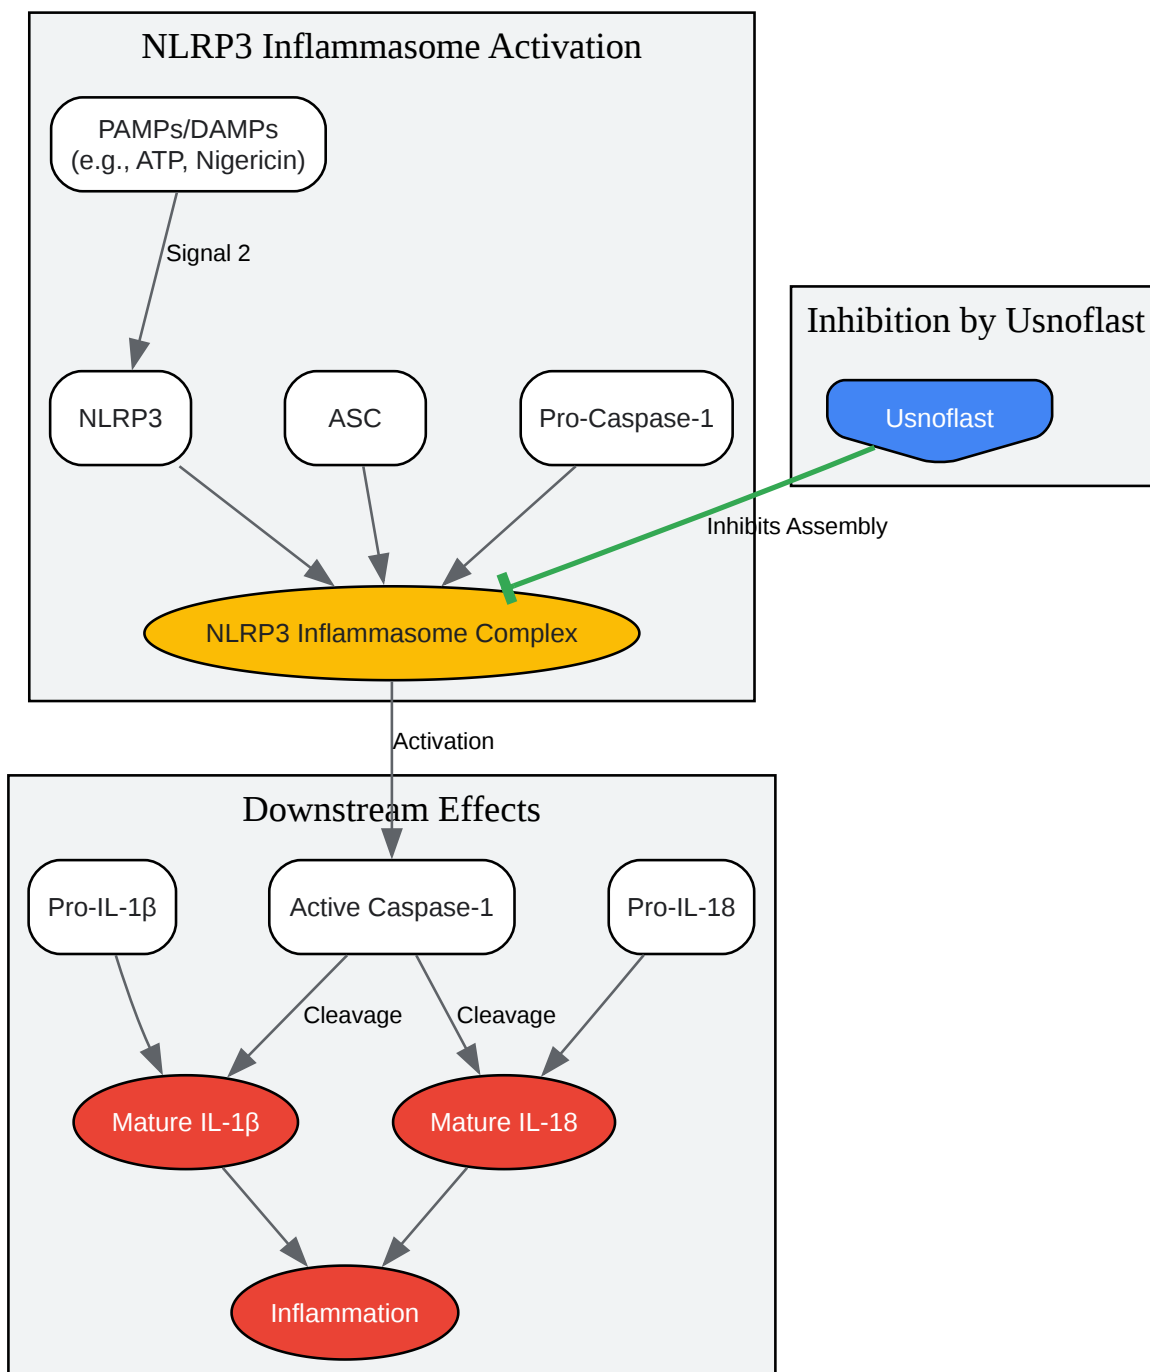 NLRP3 Inflammasome Activation
PAMPs/DAMPs
(e.g., ATP, Nigericin)
Signal 2
Inhibition by Usnoflast
NLRP3
ASC
Pro-Caspase-1
Usnoflast
Inhibits Assembly
NLRP3 Inflammasome Complex
Activation
Downstream Effects
Pro-IL-1β
Active Caspase-1
Pro-IL-18
Cleavage
Cleavage
Mature IL-1β
Mature IL-18
Inflammation